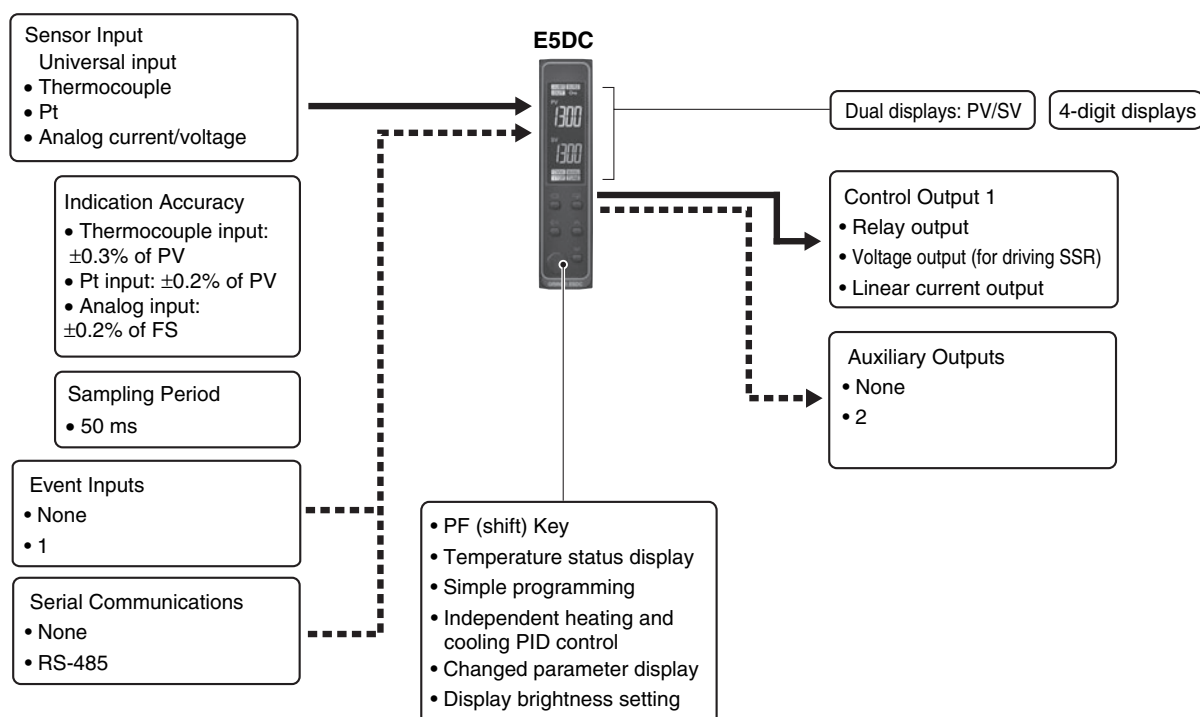 E5DC
Sensor Input
Universal input
• Thermocouple
• Pt
• Analog current/voltage
Indication Accuracy
• Thermocouple input:
±0.3% of PV
• Pt input: ±0.2% of PV
• Analog input:
±0.2% of FS
Sampling Period
• 50 ms
Event Inputs
• None
• 1
Serial Communications
• None
• RS-485
PV
1300
SV
1300
• PF (shift) Key
• Temperature status display
• Simple programming
• Independent heating and
cooling PID control
• Changed parameter display
• Display brightness setting
Dual displays: PV/SV
4-digit displays
Control Output 1
• Relay output
• Voltage output (for driving SSR)
• Linear current output
Auxiliary Outputs
• None
• 2